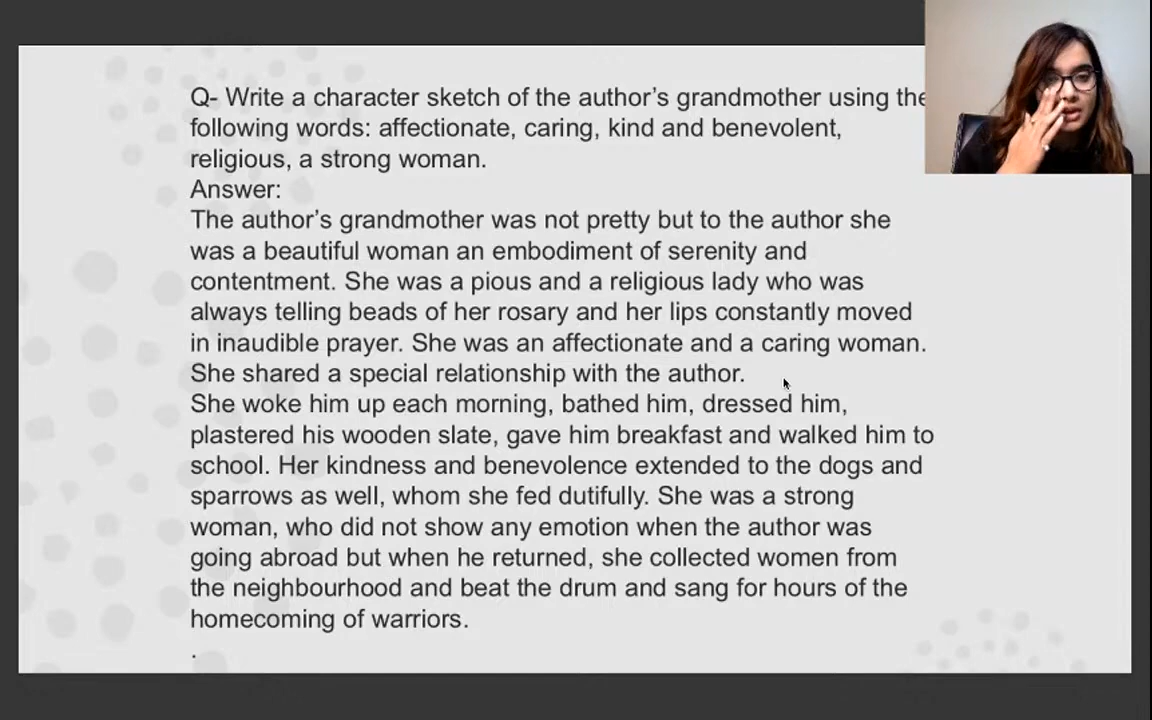 Q- Write a character sketch of the author's grandmother using the
following words: affectionate, caring, kind and benevolent,
religious, a strong woman.
Answer:
The author's grandmother was not pretty but to the author she
was a beautiful woman an embodiment of serenity and
contentment. She was a pious and a religious lady who was
always telling beads of her rosary and her lips constantly moved
in inaudible prayer. She was an affectionate and a caring woman.
She shared a special relationship with the author.
She woke him up each morning, bathed him, dressed him,
plastered his wooden slate, gave him breakfast and walked him to
school. Her kindness and benevolence extended to the dogs and
sparrows as well, whom she fed dutifully. She was a strong
woman, who did not show any emotion when the author was
going abroad but when he returned, she collected women from
the neighbourhood and beat the drum and sang for hours of the
homecoming of warriors.
.